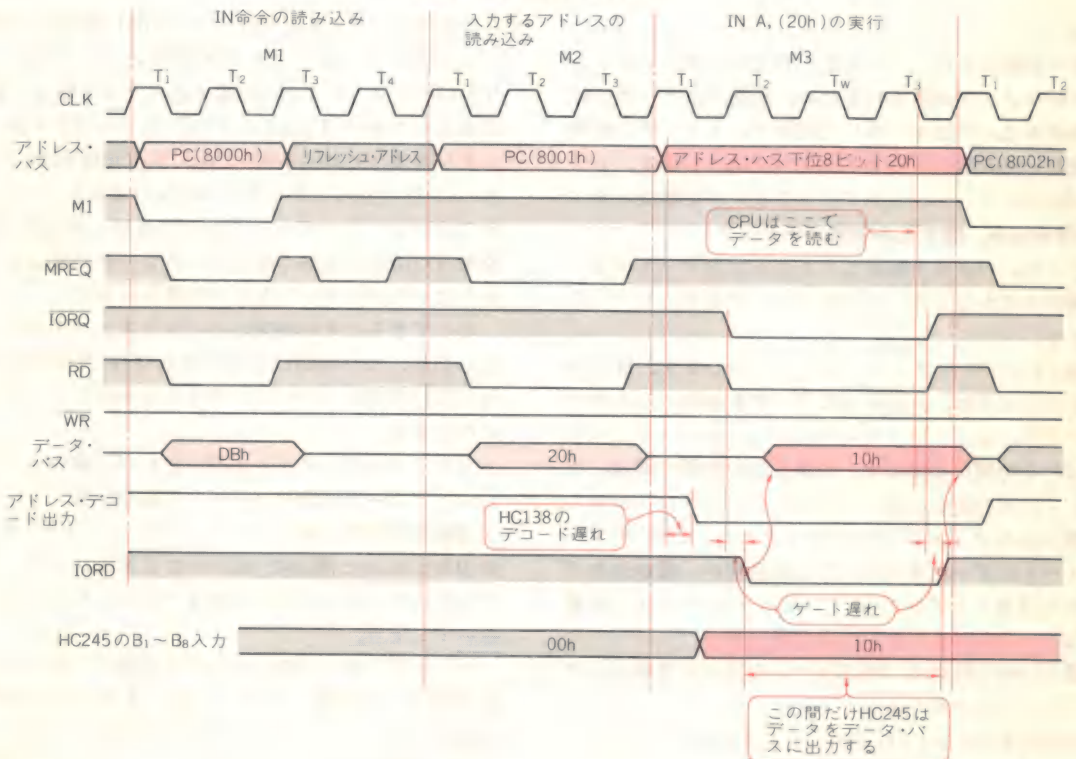 IN命令の読み込み
入力するアドレスの
読み込み
IN A, (20h)の実行
M1
M2
M3
T1 T2 T3 T4 T1 T2 T3 T1 T2 TW T3 T1 T2
CLK
アドレス・
バス
PC(8000h)
リフレッシュ・アドレス
PC(8001h)
アドレス・バス下位8ビット20h
PC(8002h)
M1
CPUはここで
データを読む
MREQ
IORQ
RD
WR
データ・
バス
DBh
20h
10h
アドレス・デコ
ード出力
HC138の
デコード遅れ
IORD
ゲート遅れ
HC245のB1～B8入力
00h
10h
この間だけHC245は
データをデータ・バ
スに出力する